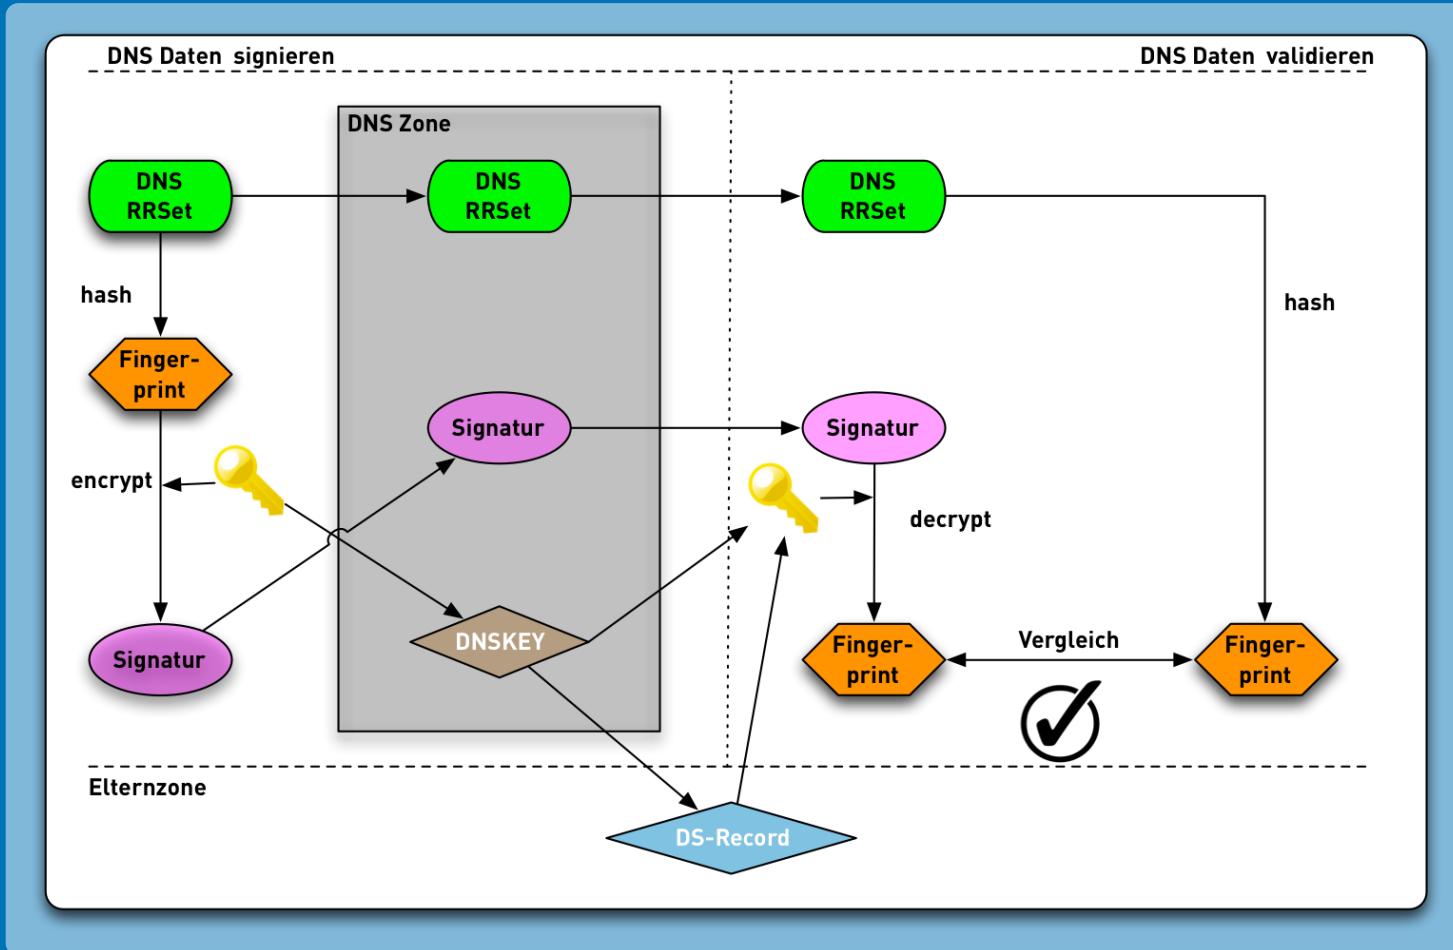 DNS Daten signieren
DNS Daten validieren
DNS Zone
DNS
RRSet
DNS
RRSet
DNS
RRSet
hash
hash
Finger-
print
Signatur
Signatur
encrypt
decrypt
Signatur
DNSKEY
Finger-
print
Vergleich
Finger-
print
Elternzone
DS-Record